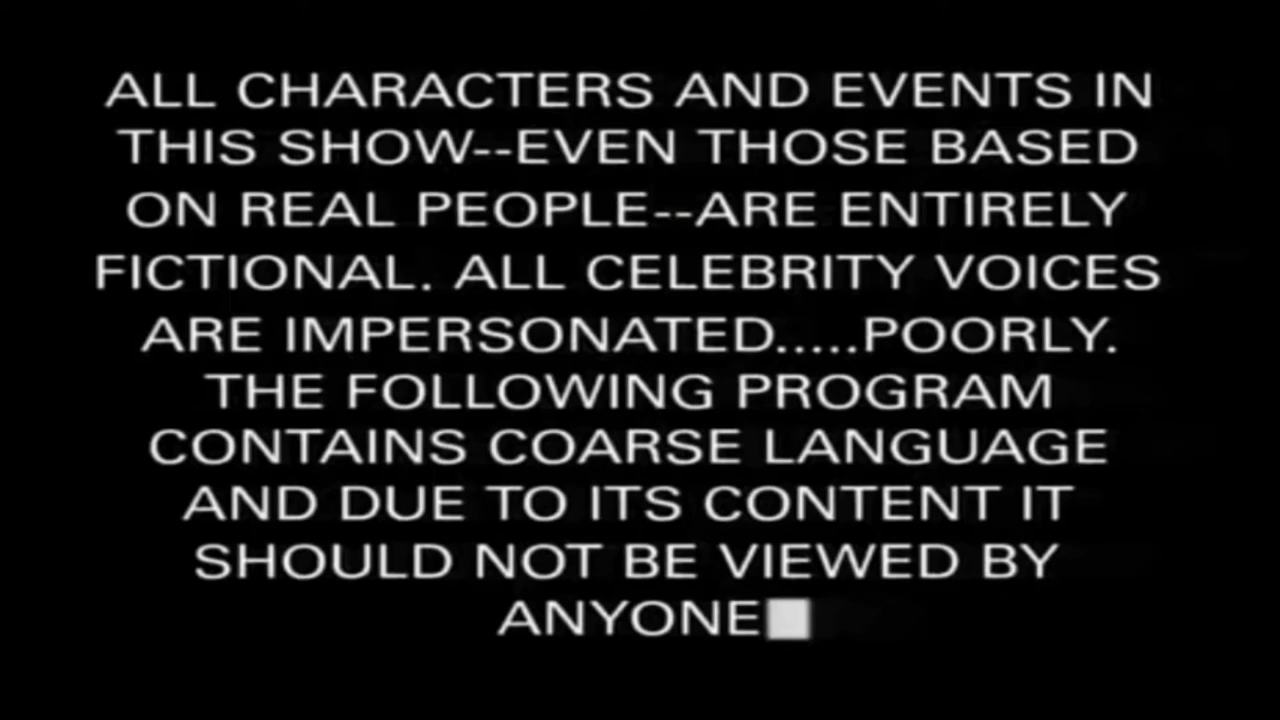 ALL CHARACTERS AND EVENTS IN
THIS SHOW--EVEN THOSE BASED
ON REAL PEOPLE--ARE ENTIRELY
FICTIONAL. ALL CELEBRITY VOICES
ARE IMPERSONATED.....POORLY.
THE FOLLOWING PROGRAM
CONTAINS COARSE LANGUAGE
AND DUE TO ITS CONTENT IT
SHOULD NOT BE VIEWED BY
ANYONE■